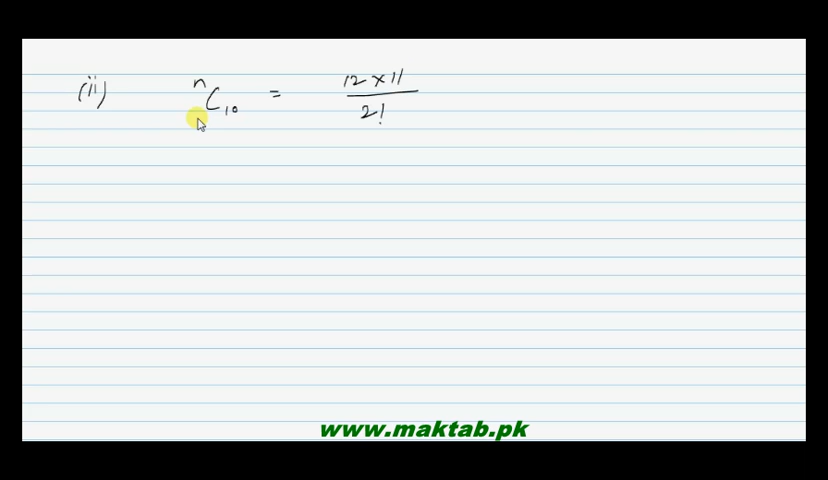 (ii) ⁿC₁₀ = 12 × 11 / 2!
www.maktab.pk